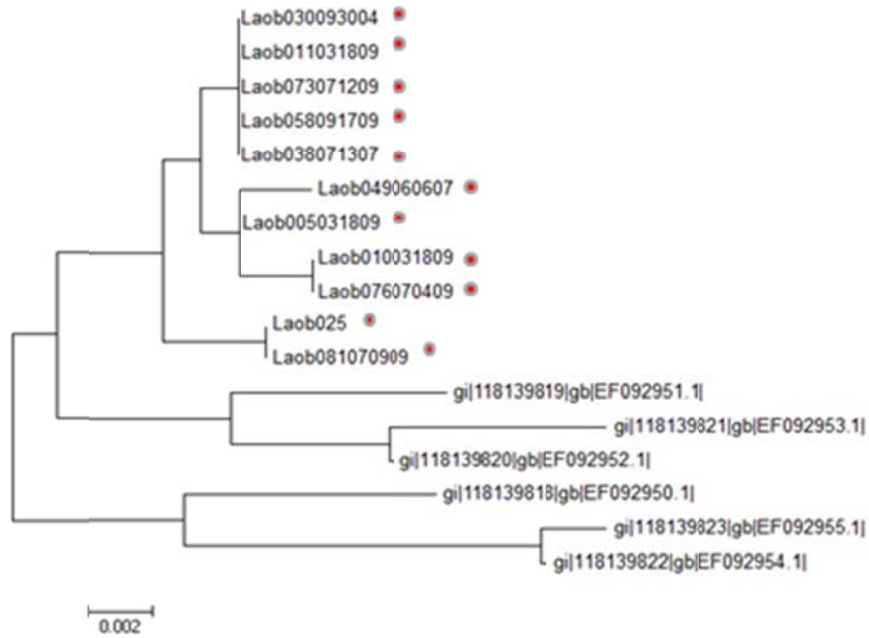 Laob030093004
Laob011031809
Laob073071209
Laob058091709
Laob038071307
Laob049060607
Laob005031809
Laob010031809
Laob076070409
Laob025
Laob081070909
gi|118139819|gb|EF092951.1|
gi|118139821|gb|EF092953.1|
gi|118139820|gb|EF092952.1|
gi|118139818|gb|EF092950.1|
gi|118139823|gb|EF092955.1|
gi|118139822|gb|EF092954.1|
0.002